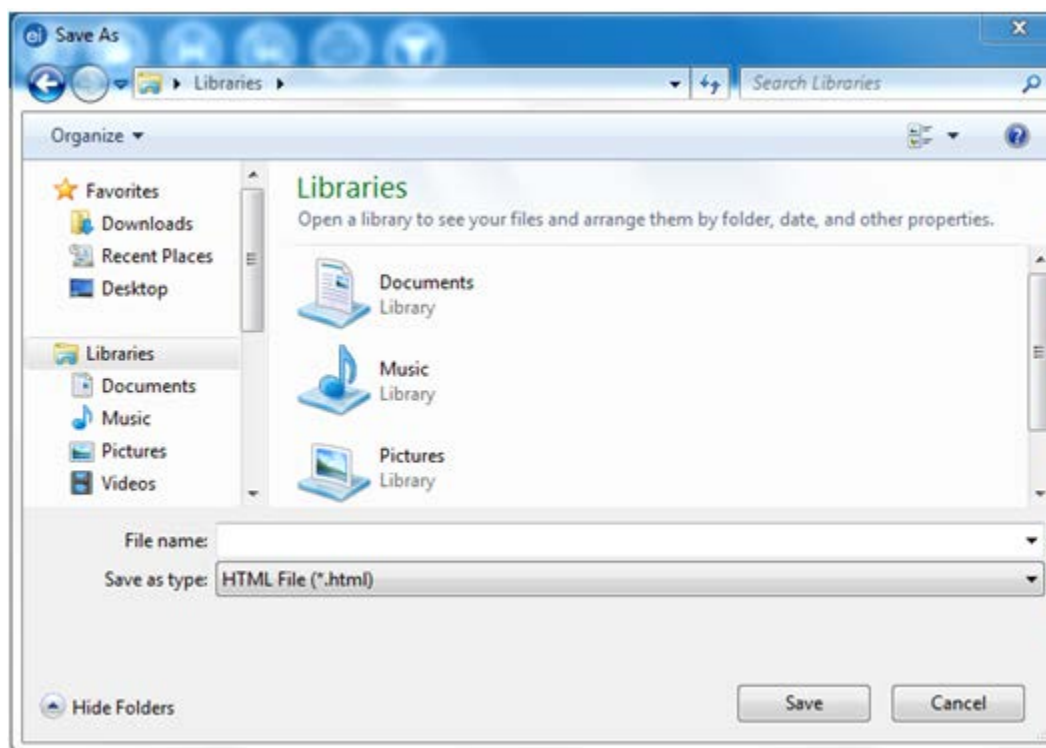 ei Save As
Libraries
Search Libraries
Organize
Favorites
Downloads
Recent Places
Desktop
Libraries
Documents
Music
Pictures
Videos
Libraries
Open a library to see your files and arrange them by folder, date, and other properties.
Documents
Library
Music
Library
Pictures
Library
File name:
Save as type: HTML File (*.html)
Hide Folders
Save
Cancel